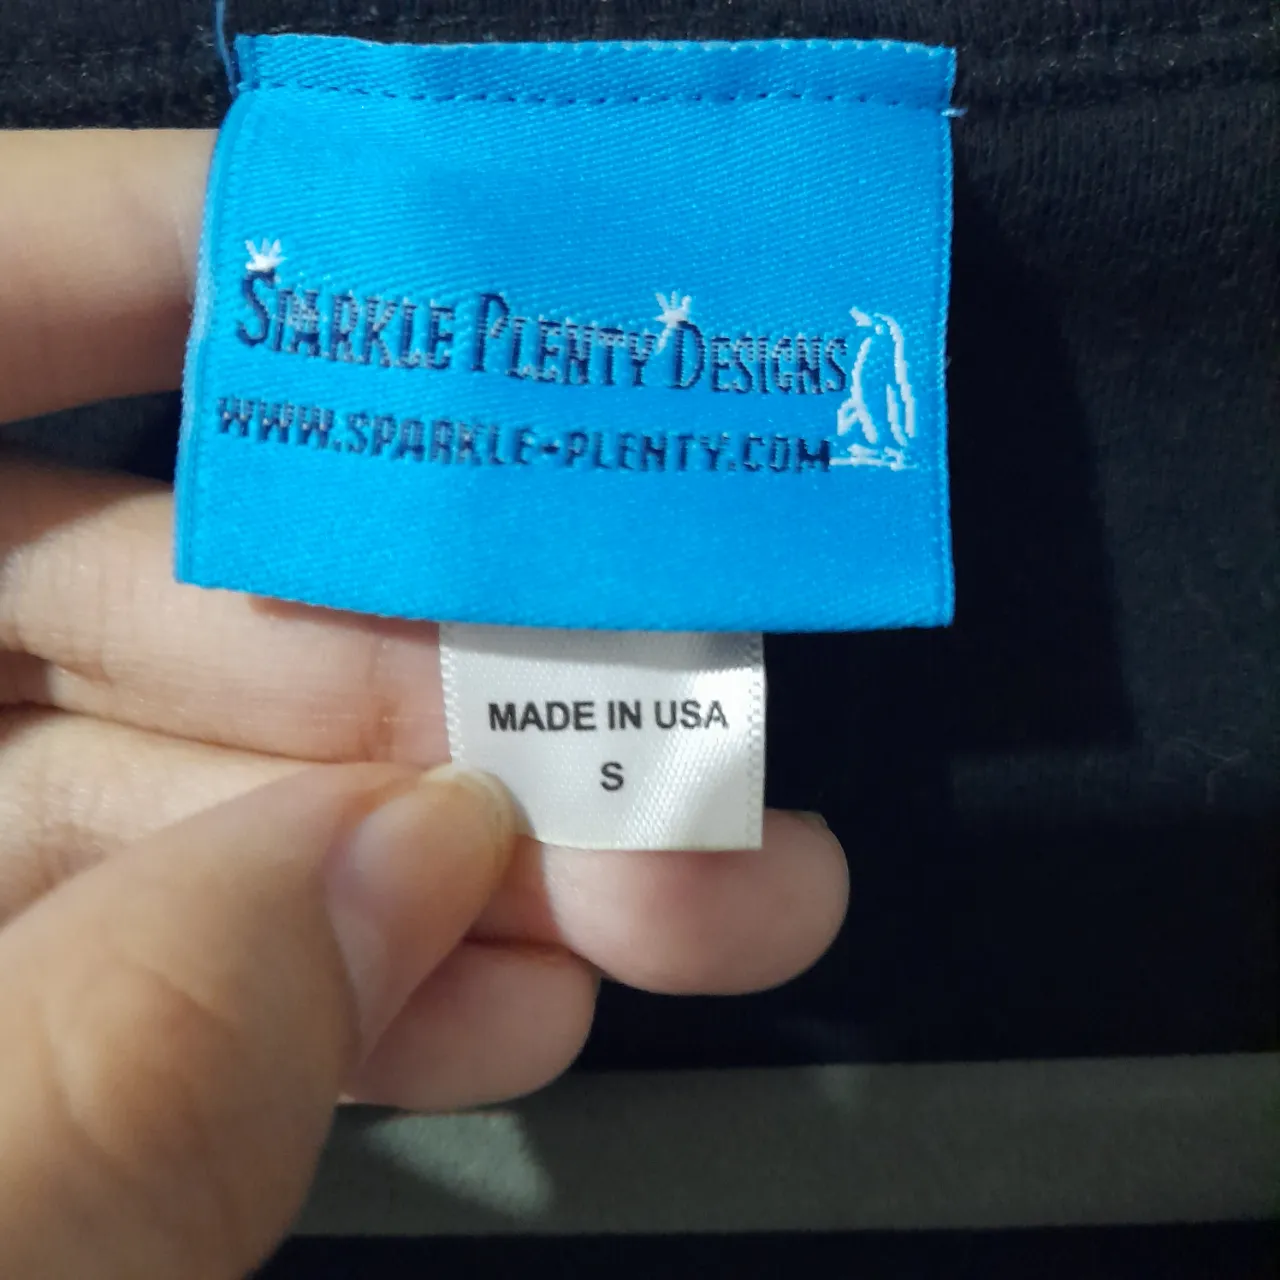 SPARKLE PLENTY DESIGNS
WWW.SPARKLE-PLENTY.COM
MADE IN USA
S